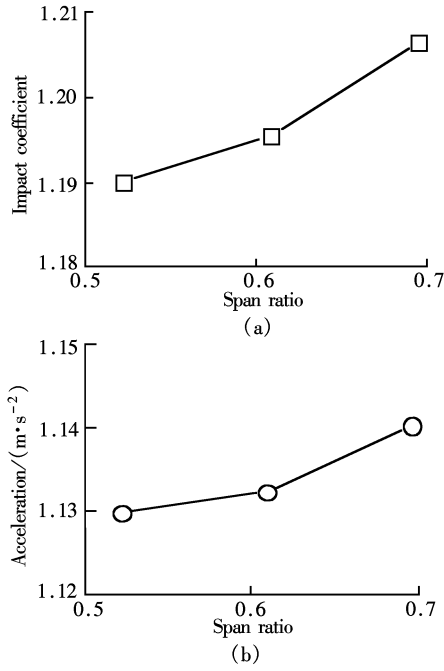 1.21
1.20
1.19
1.18
Impact coefficient
0.5 0.6 0.7
Span ratio
(a)
1.15
1.14
1.13
1.12
Acceleration/(m•s⁻²)
0.5 0.6 0.7
Span ratio
(b)